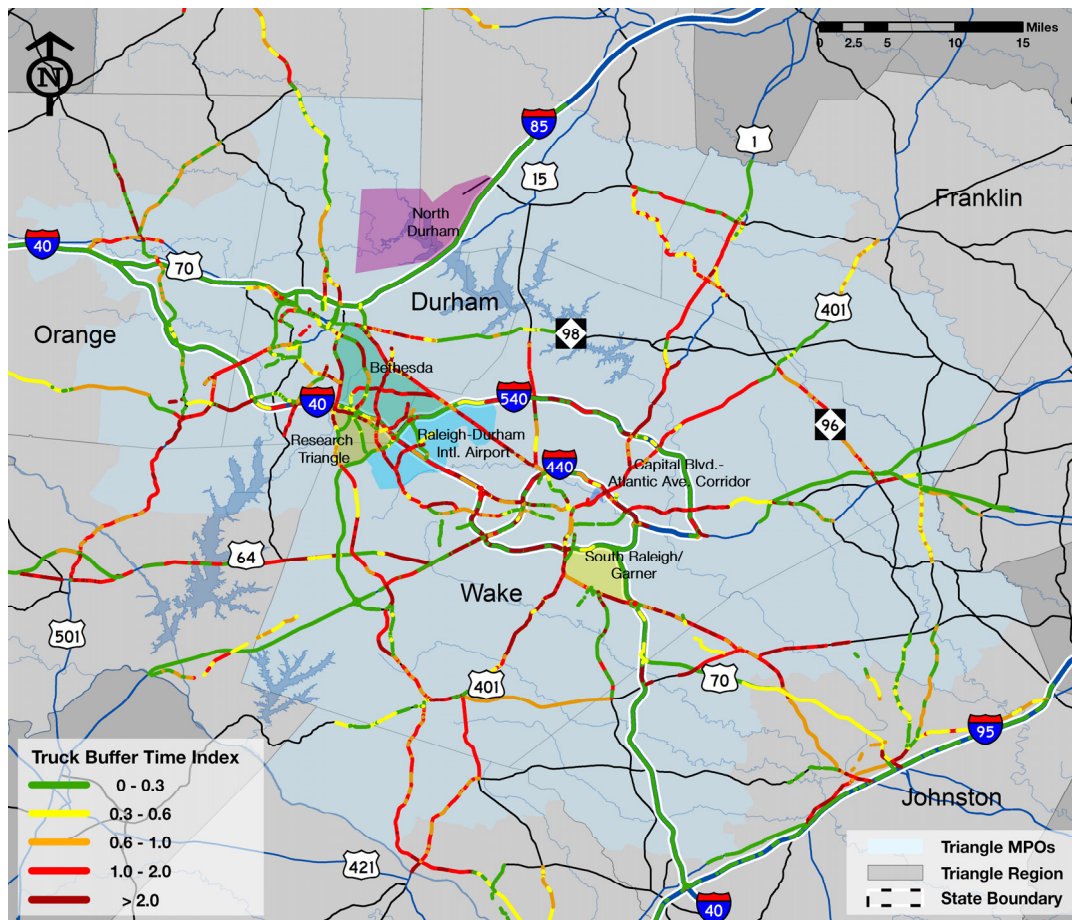 N
Miles
0 2.5 5 10 15
85
1
15
Franklin
North
Durham
40
70
Durham
401
Orange
98
Bethesda
40
540
96
Research
Triangle
Raleigh-Durham
Intl. Airport
440
Capital Blvd.-
Atlantic Ave. Corridor
64
South Raleigh/
Garner
Wake
501
401
70
95
Johnston
421
40
Truck Buffer Time Index
0 - 0.3
0.3 - 0.6
0.6 - 1.0
1.0 - 2.0
> 2.0
Triangle MPOs
Triangle Region
State Boundary